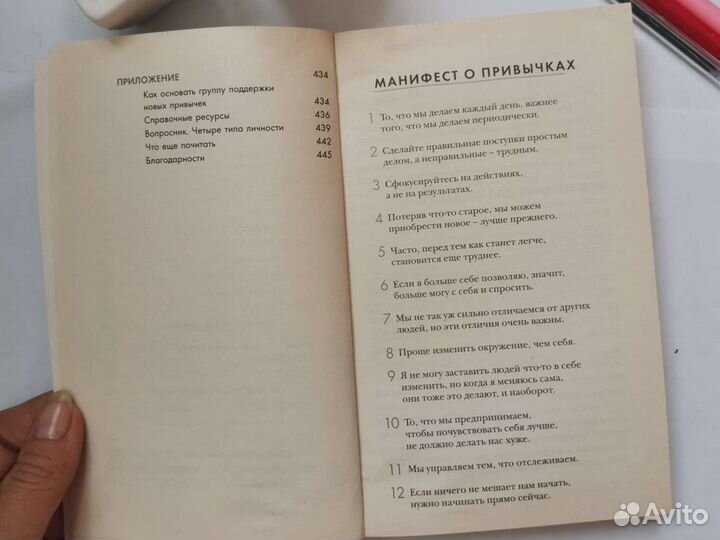 ПРИЛОЖЕНИЕ 434
Как основать группу поддержки
новых привычек 434
Справочные ресурсы 436
Вопросник. Четыре типа личности 439
Что еще почитать 442
Благодарности 445
МАНИФЕСТ О ПРИВЫЧКАХ
1 То, что мы делаем каждый день, важнее
того, что мы делаем периодически.
2 Сделайте правильные поступки простым
делом, а неправильные – трудным.
3 Сфокусируйтесь на действиях,
а не на результатах.
4 Потеряв что-то старое, мы можем
приобрести новое – лучше прежнего.
5 Часто, перед тем как станет легче,
становится еще труднее.
6 Если я больше себе позволяю, значит,
больше могу с себя и спросить.
7 Мы не так уж сильно отличаемся от других
людей, но эти отличия очень важны.
8 Проще изменить окружение, чем себя.
9 Я не могу заставить людей что-то в себе
изменить, но когда я меняюсь сама,
они тоже это делают, и наоборот.
10 То, что мы предпринимаем,
чтобы почувствовать себя лучше,
не должно делать нас хуже.
11 Мы управляем тем, что отслеживаем.
12 Если ничего не мешает нам начать,
нужно начинать прямо сейчас.
Avito